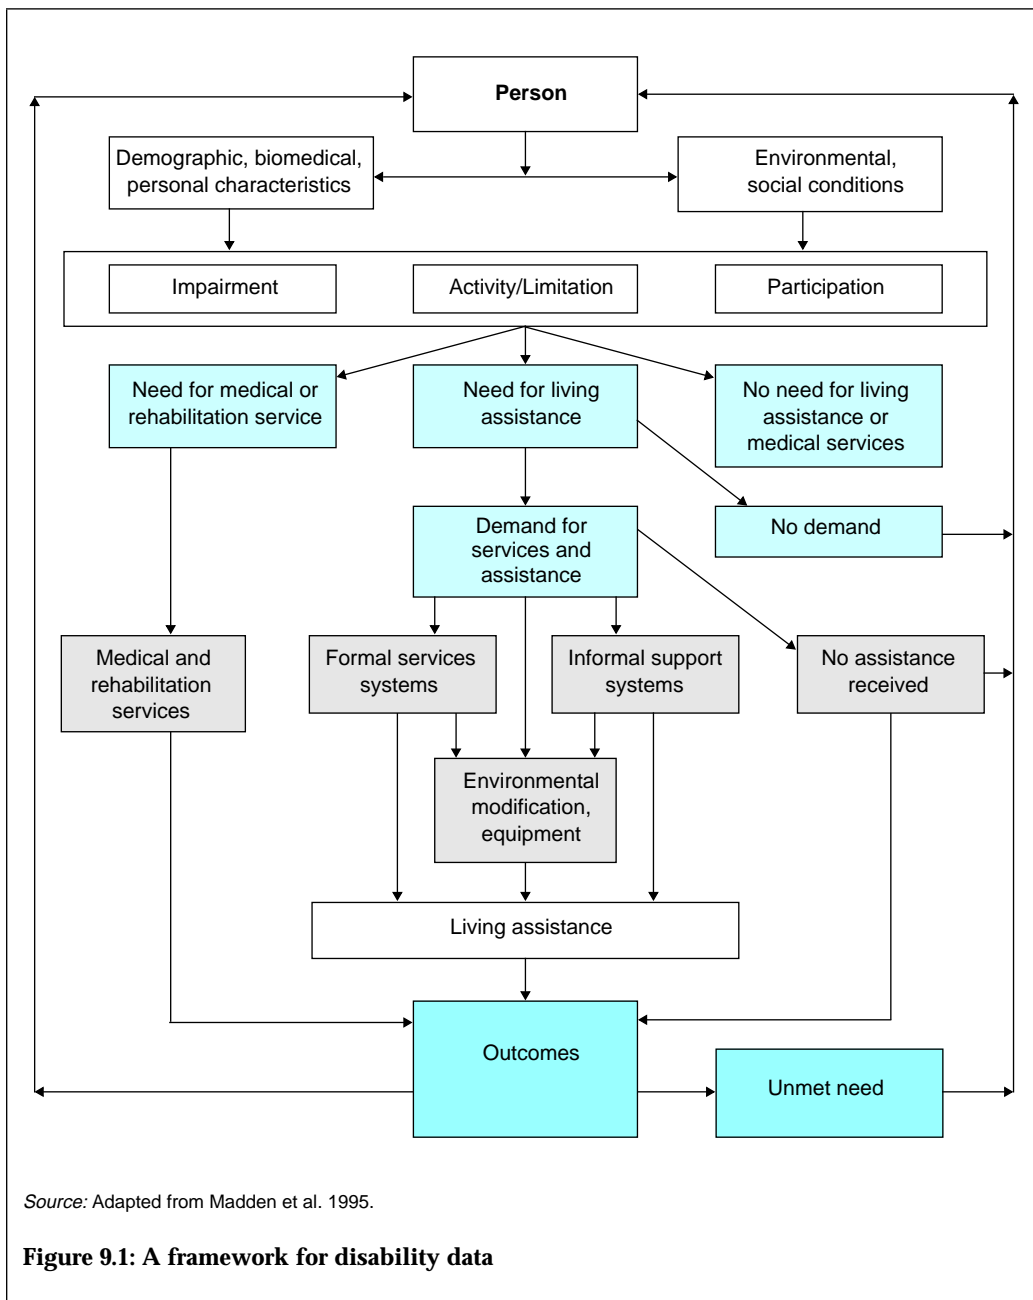 Person
Demographic, biomedical,
personal characteristics
Environmental,
social conditions
Impairment
Activity/Limitation
Participation
Need for medical or
rehabilitation service
Need for living
assistance
No need for living
assistance or
medical services
Demand for
services and
assistance
No demand
Medical and
rehabilitation
services
Formal services
systems
Informal support
systems
No assistance
received
Environmental
modification,
equipment
Living assistance
Outcomes
Unmet need
Source: Adapted from Madden et al. 1995.
Figure 9.1: A framework for disability data